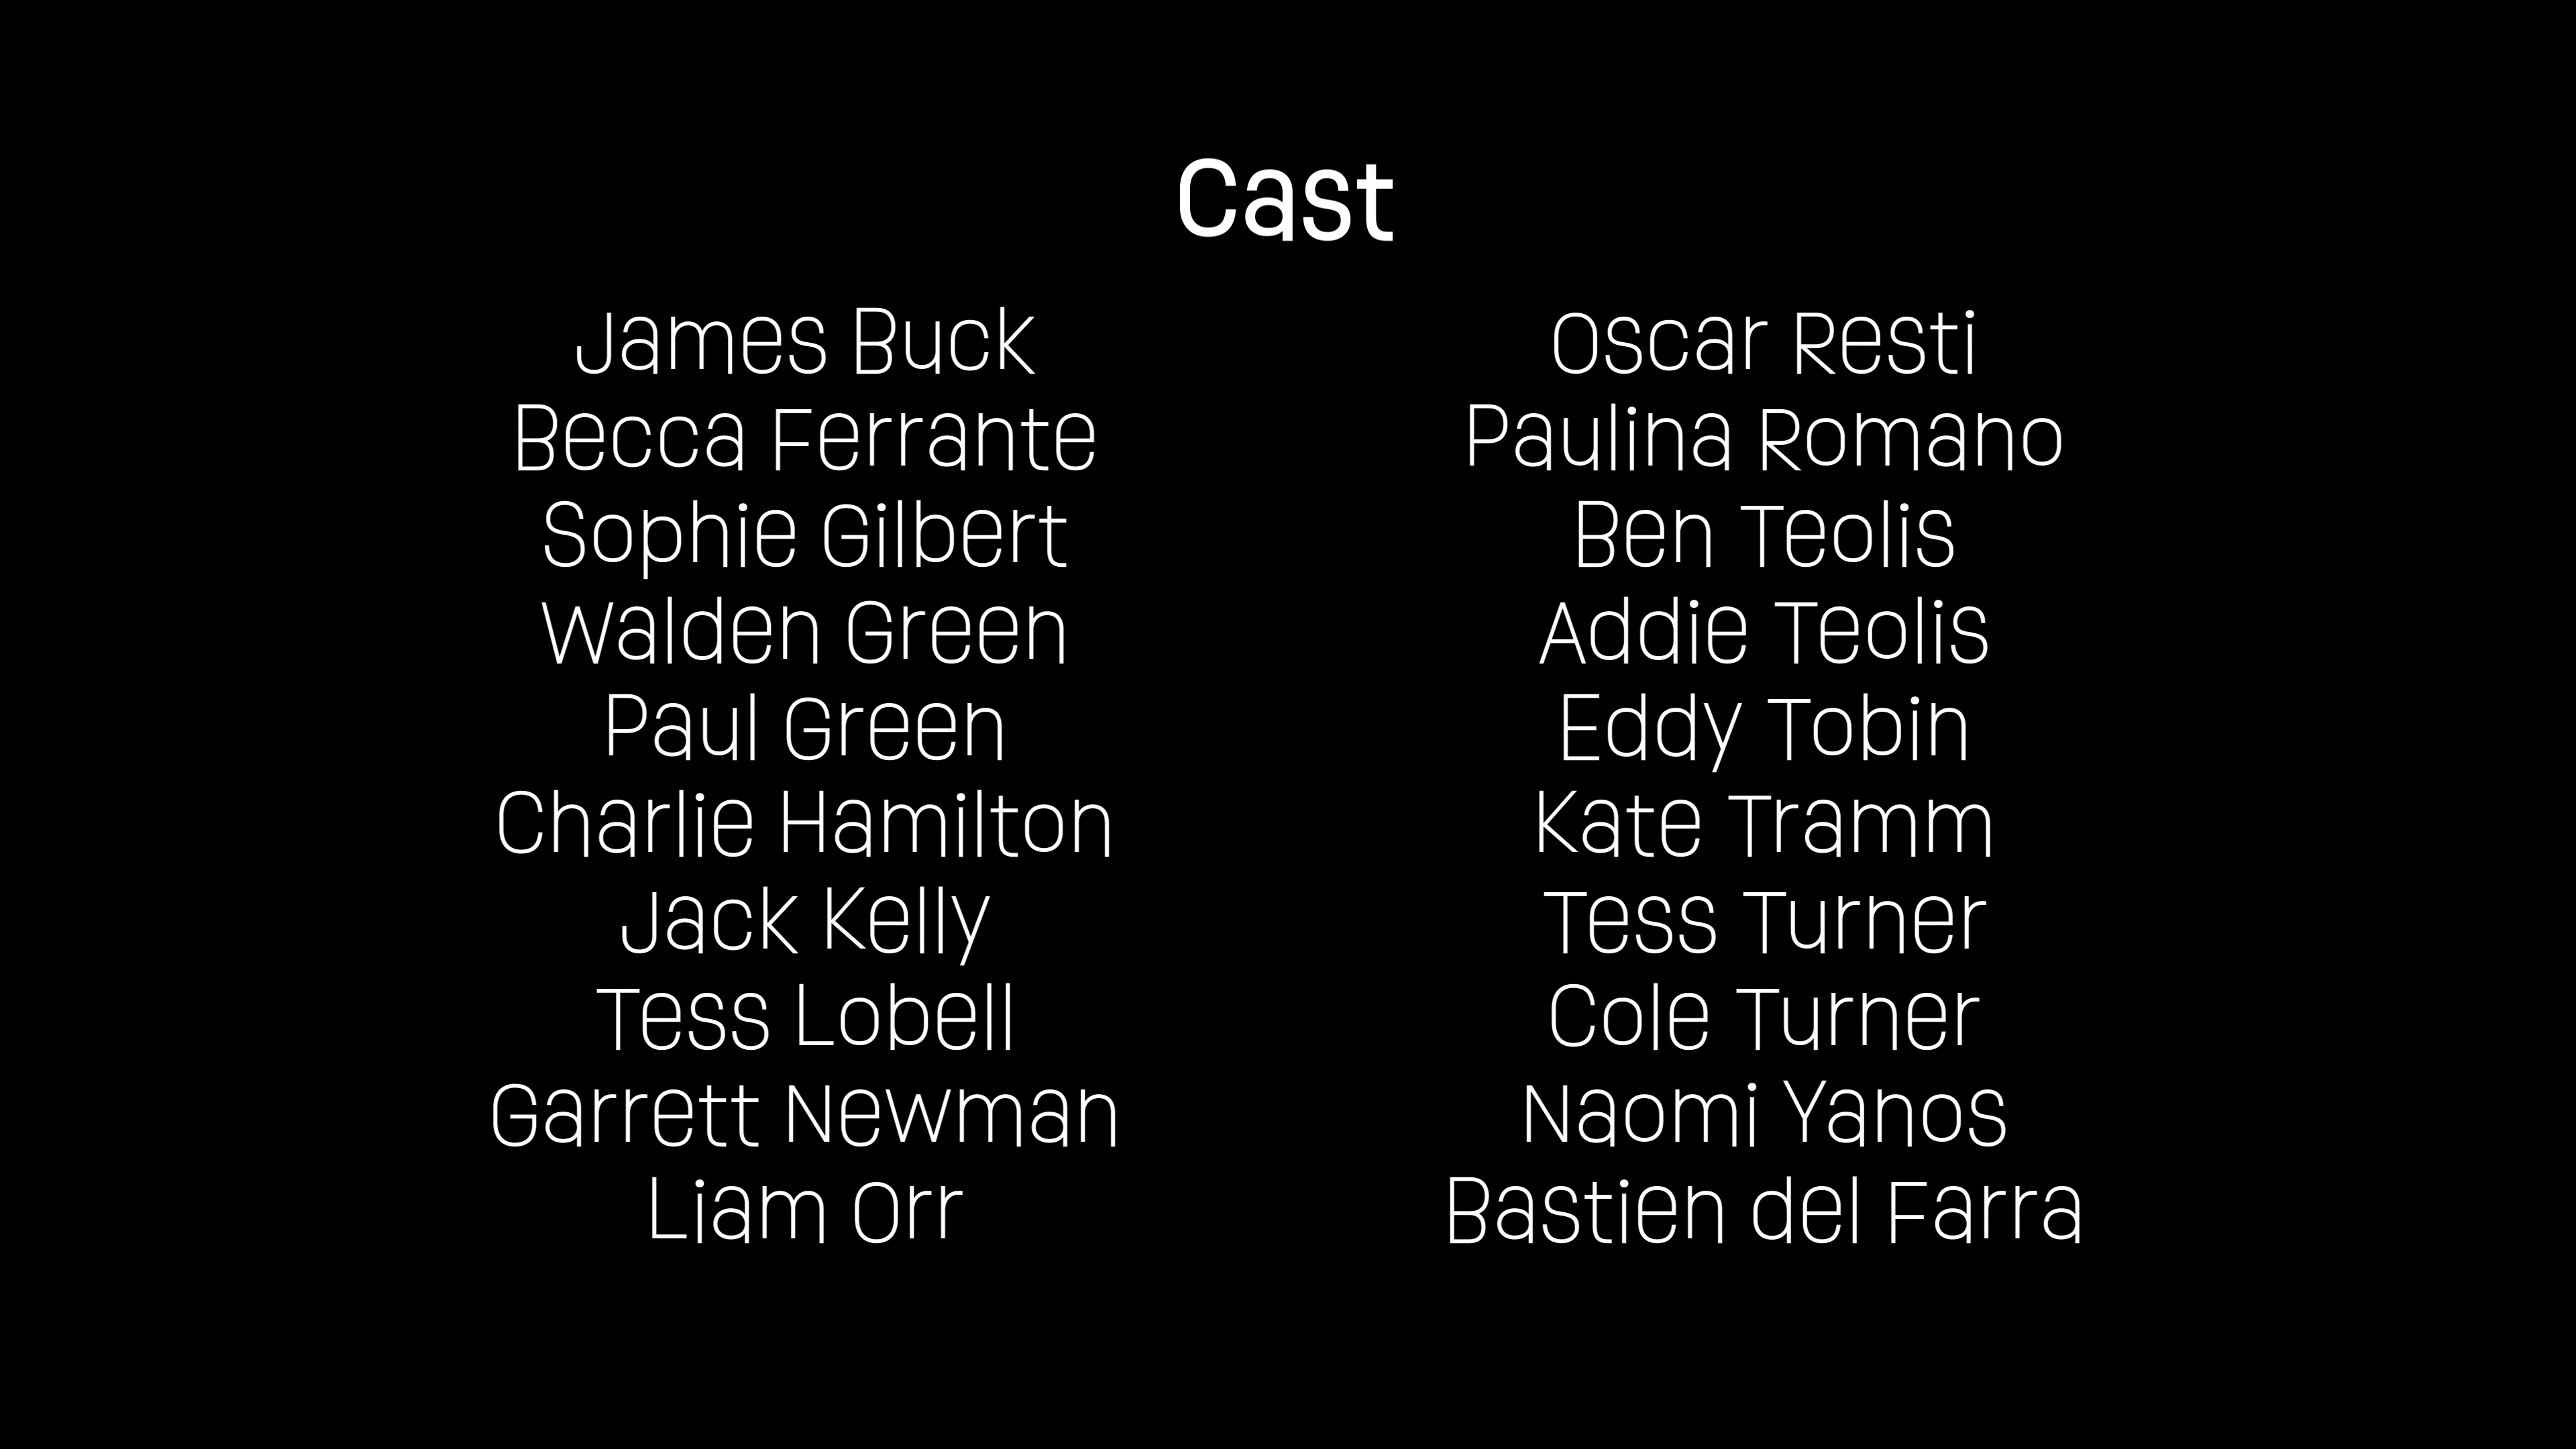 Cast
James Buck
Becca Ferrante
Sophie Gilbert
Walden Green
Paul Green
Charlie Hamilton
Jack Kelly
Tess Lobell
Garrett Newman
Liam Orr
Oscar Resti
Paulina Romano
Ben Teolis
Addie Teolis
Eddy Tobin
Kate Tramm
Tess Turner
Cole Turner
Naomi Yanos
Bastien del Farra